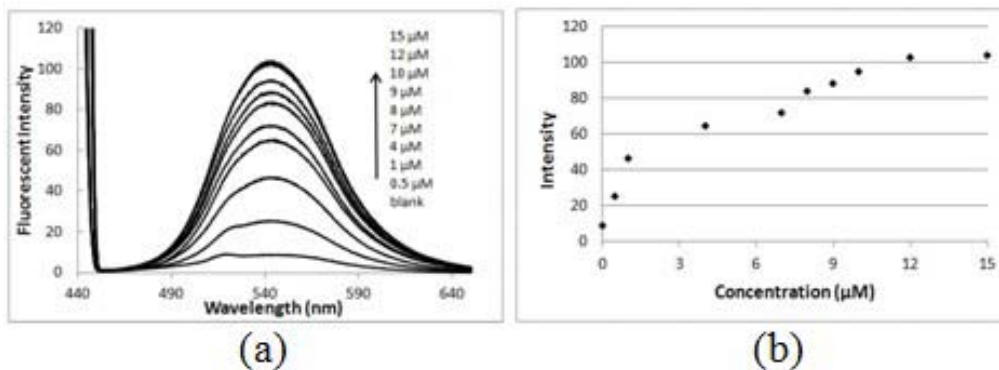 120
100
80
60
40
20
0
Fluorescent Intensity
440
490
540
590
640
Wavelength (nm)
15 µM
12 µM
10 µM
9 µM
8 µM
7 µM
4 µM
1 µM
0.5 µM
blank
(a)
120
100
80
60
40
20
0
Intensity
0
3
6
9
12
15
Concentration (µM)
(b)